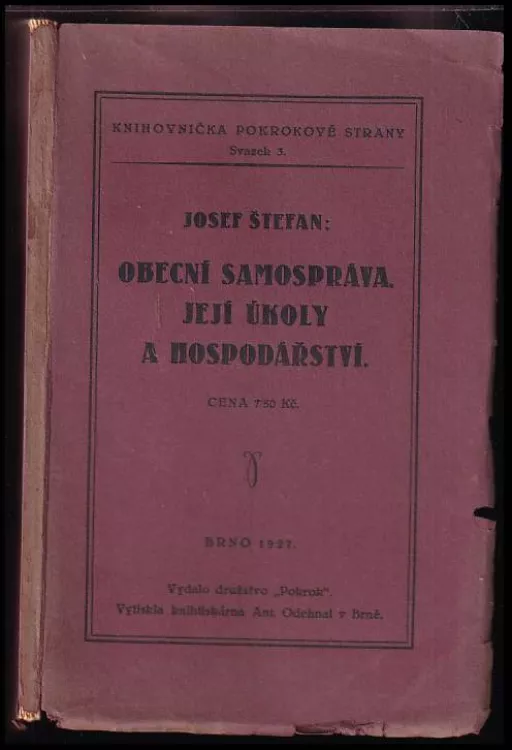 KNIHOVNIČKA POKROKOVÉ STRANY
Svazek 3.
JOSEF ŠTEFAN:
OBECNÍ SAMOSPRÁVA.
JEJÍ ÚKOLY
A HOSPODÁŘSTVÍ.
CENA 7·50 Kč.
BRNO 1927.
Vydalo družstvo „Pokrok“.
Vytiskla knihtiskárna Ant. Odehnal v Brně.